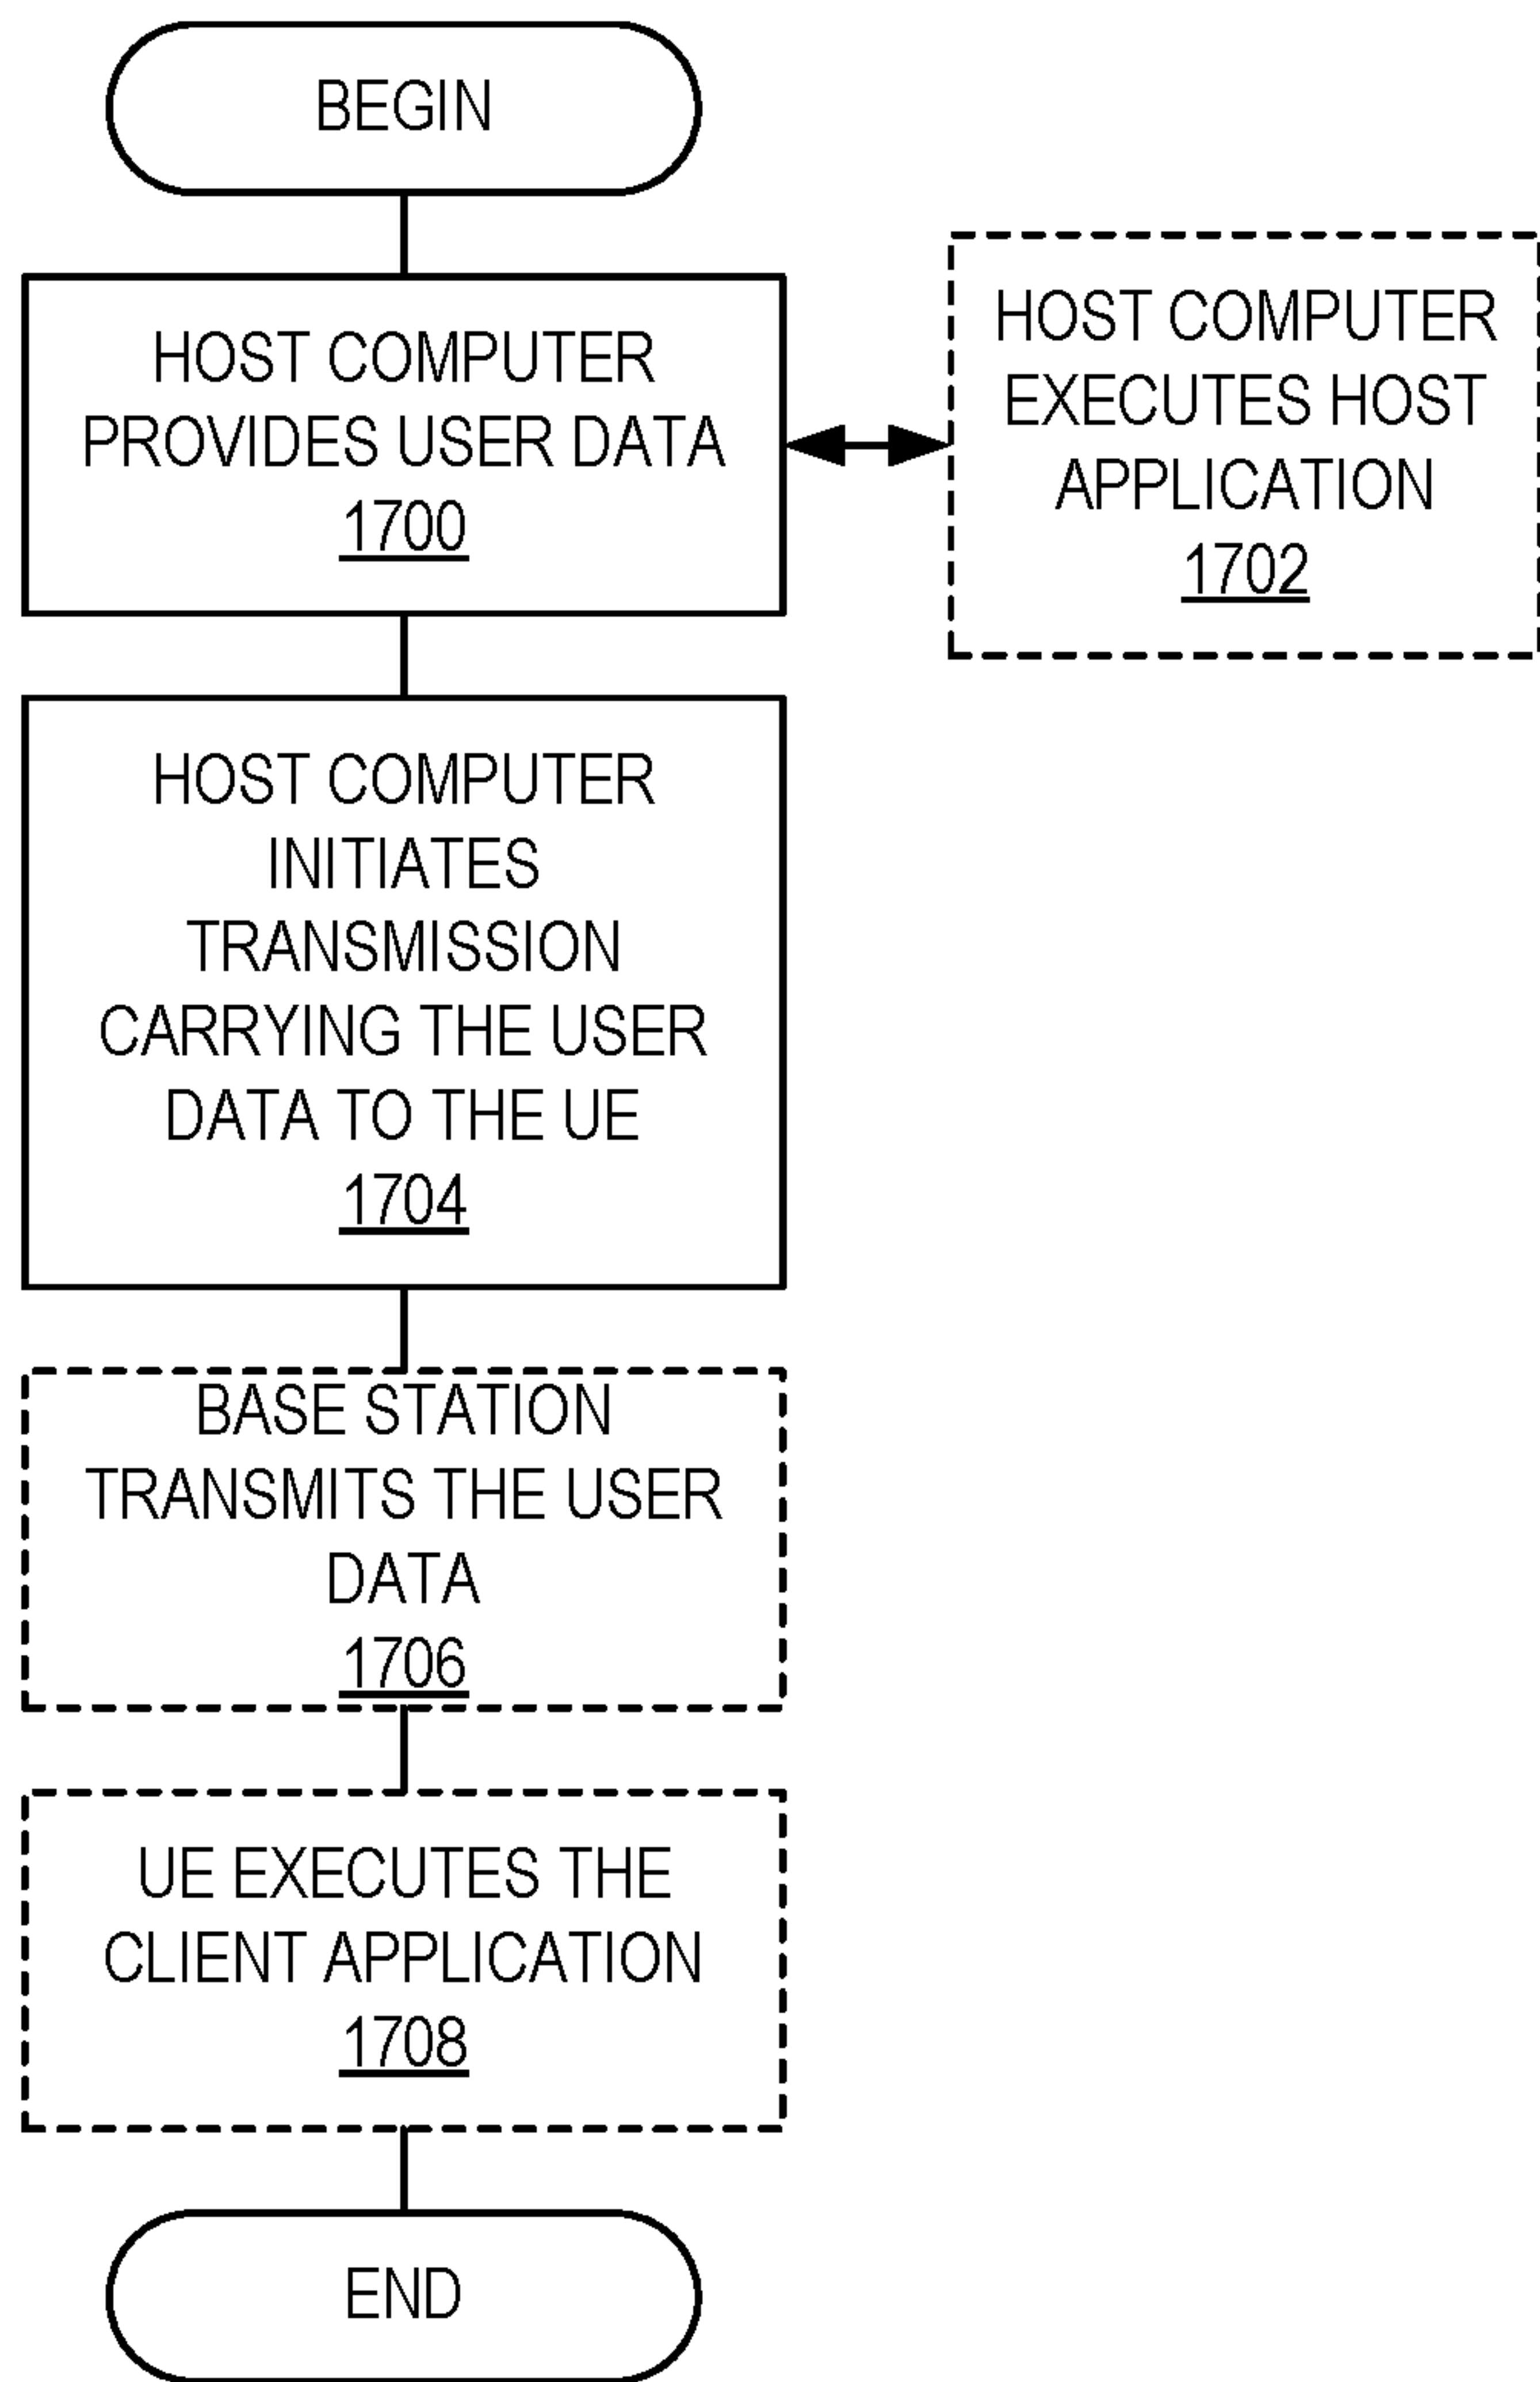 BEGIN
HOST COMPUTER
PROVIDES USER DATA
1700
HOST COMPUTER
EXECUTES HOST
APPLICATION
1702
HOST COMPUTER
INITIATES
TRANSMISSION
CARRYING THE USER
DATA TO THE UE
1704
BASE STATION
TRANSMITS THE USER
DATA
1706
UE EXECUTES THE
CLIENT APPLICATION
1708
END